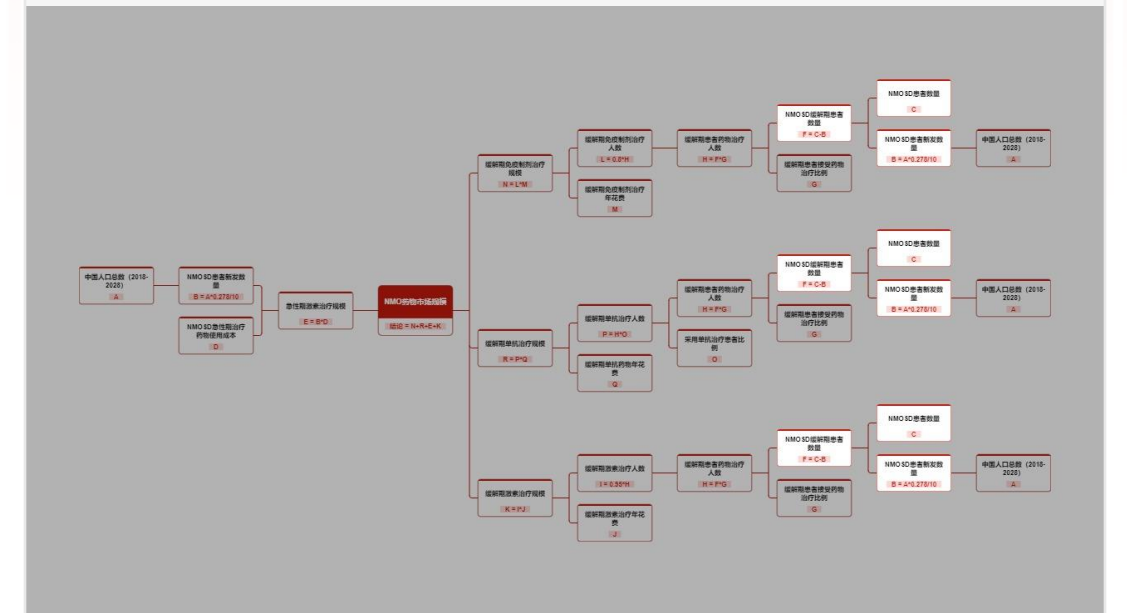 NMOSD患者数量
C
NMOSD缓解期患者
数量
F = C-B
缓解期免疫制剂治疗
人数
L = 0.8*H
缓解期患者药物治疗
人数
H = F*G
NMOSD患者新发数
量
B = A*0.278/10
中国人口总数（2018-
2028）
A
缓解期免疫制剂治疗
规模
N = L*M
缓解期患者接受药物
治疗比例
G
缓解期免疫制剂治疗
年花费
M
NMOSD患者数量
C
NMOSD缓解期患者
数量
F = C-B
中国人口总数（2018-
2028）
A
NMOSD患者新发数
量
B = A*0.278/10
NMOSD患者新发数
量
B = A*0.278/10
中国人口总数（2018-
2028）
A
急性期激素治疗规模
E = B*D
NMO药物市场规模
结论 = N+R+E+K
缓解期患者药物治疗
人数
H = F*G
缓解期单抗治疗人数
P = H*O
缓解期患者接受药物
治疗比例
G
NMOSD急性期治疗
药物使用成本
D
缓解期单抗治疗规模
R = P*Q
采用单抗治疗患者比
例
O
缓解期单抗药物年花
费
Q
NMOSD患者数量
C
NMOSD缓解期患者
数量
F = C-B
缓解期激素治疗人数
I = 0.98*H
缓解期患者药物治疗
人数
H = F*G
NMOSD患者新发数
量
B = A*0.278/10
中国人口总数（2018-
2028）
A
缓解期激素治疗规模
K = I*J
缓解期患者接受药物
治疗比例
G
缓解期激素治疗年花
费
J